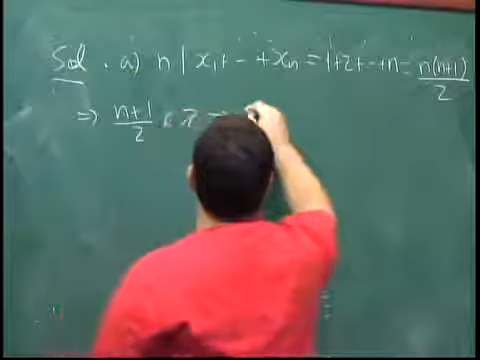 Sol. a) n | x₁+ - +xₙ = 1+2+ - +n = n(n+1)/2
=> (n+1)/2 ∈ ℤ =>